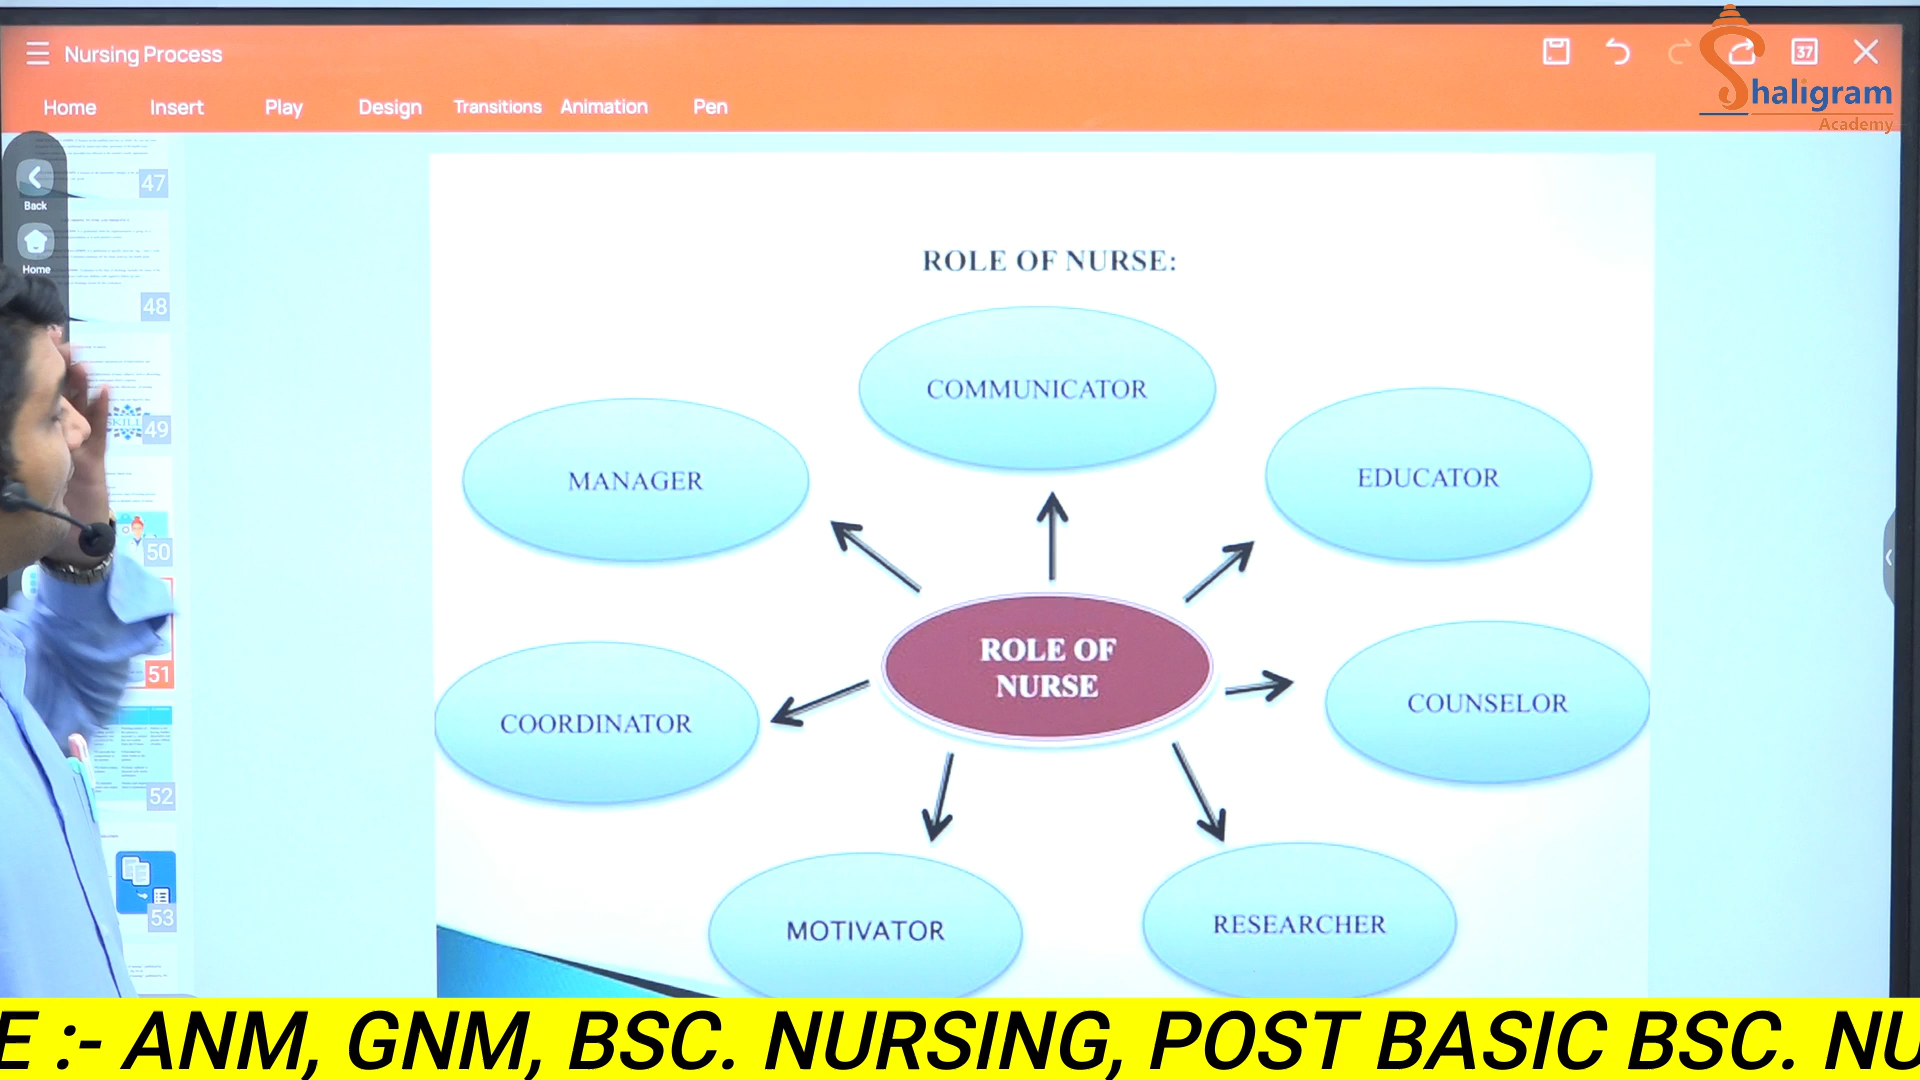 Nursing Process
37
Shaligram
Academy
Home
Insert
Play
Design
Transitions
Animation
Pen
Back
Home
47
48
49
SKILL
50
51
52
53
ROLE OF NURSE:
COMMUNICATOR
MANAGER
EDUCATOR
ROLE OF
NURSE
COUNSELOR
COORDINATOR
MOTIVATOR
RESEARCHER
E :- ANM, GNM, BSC. NURSING, POST BASIC BSC. NU